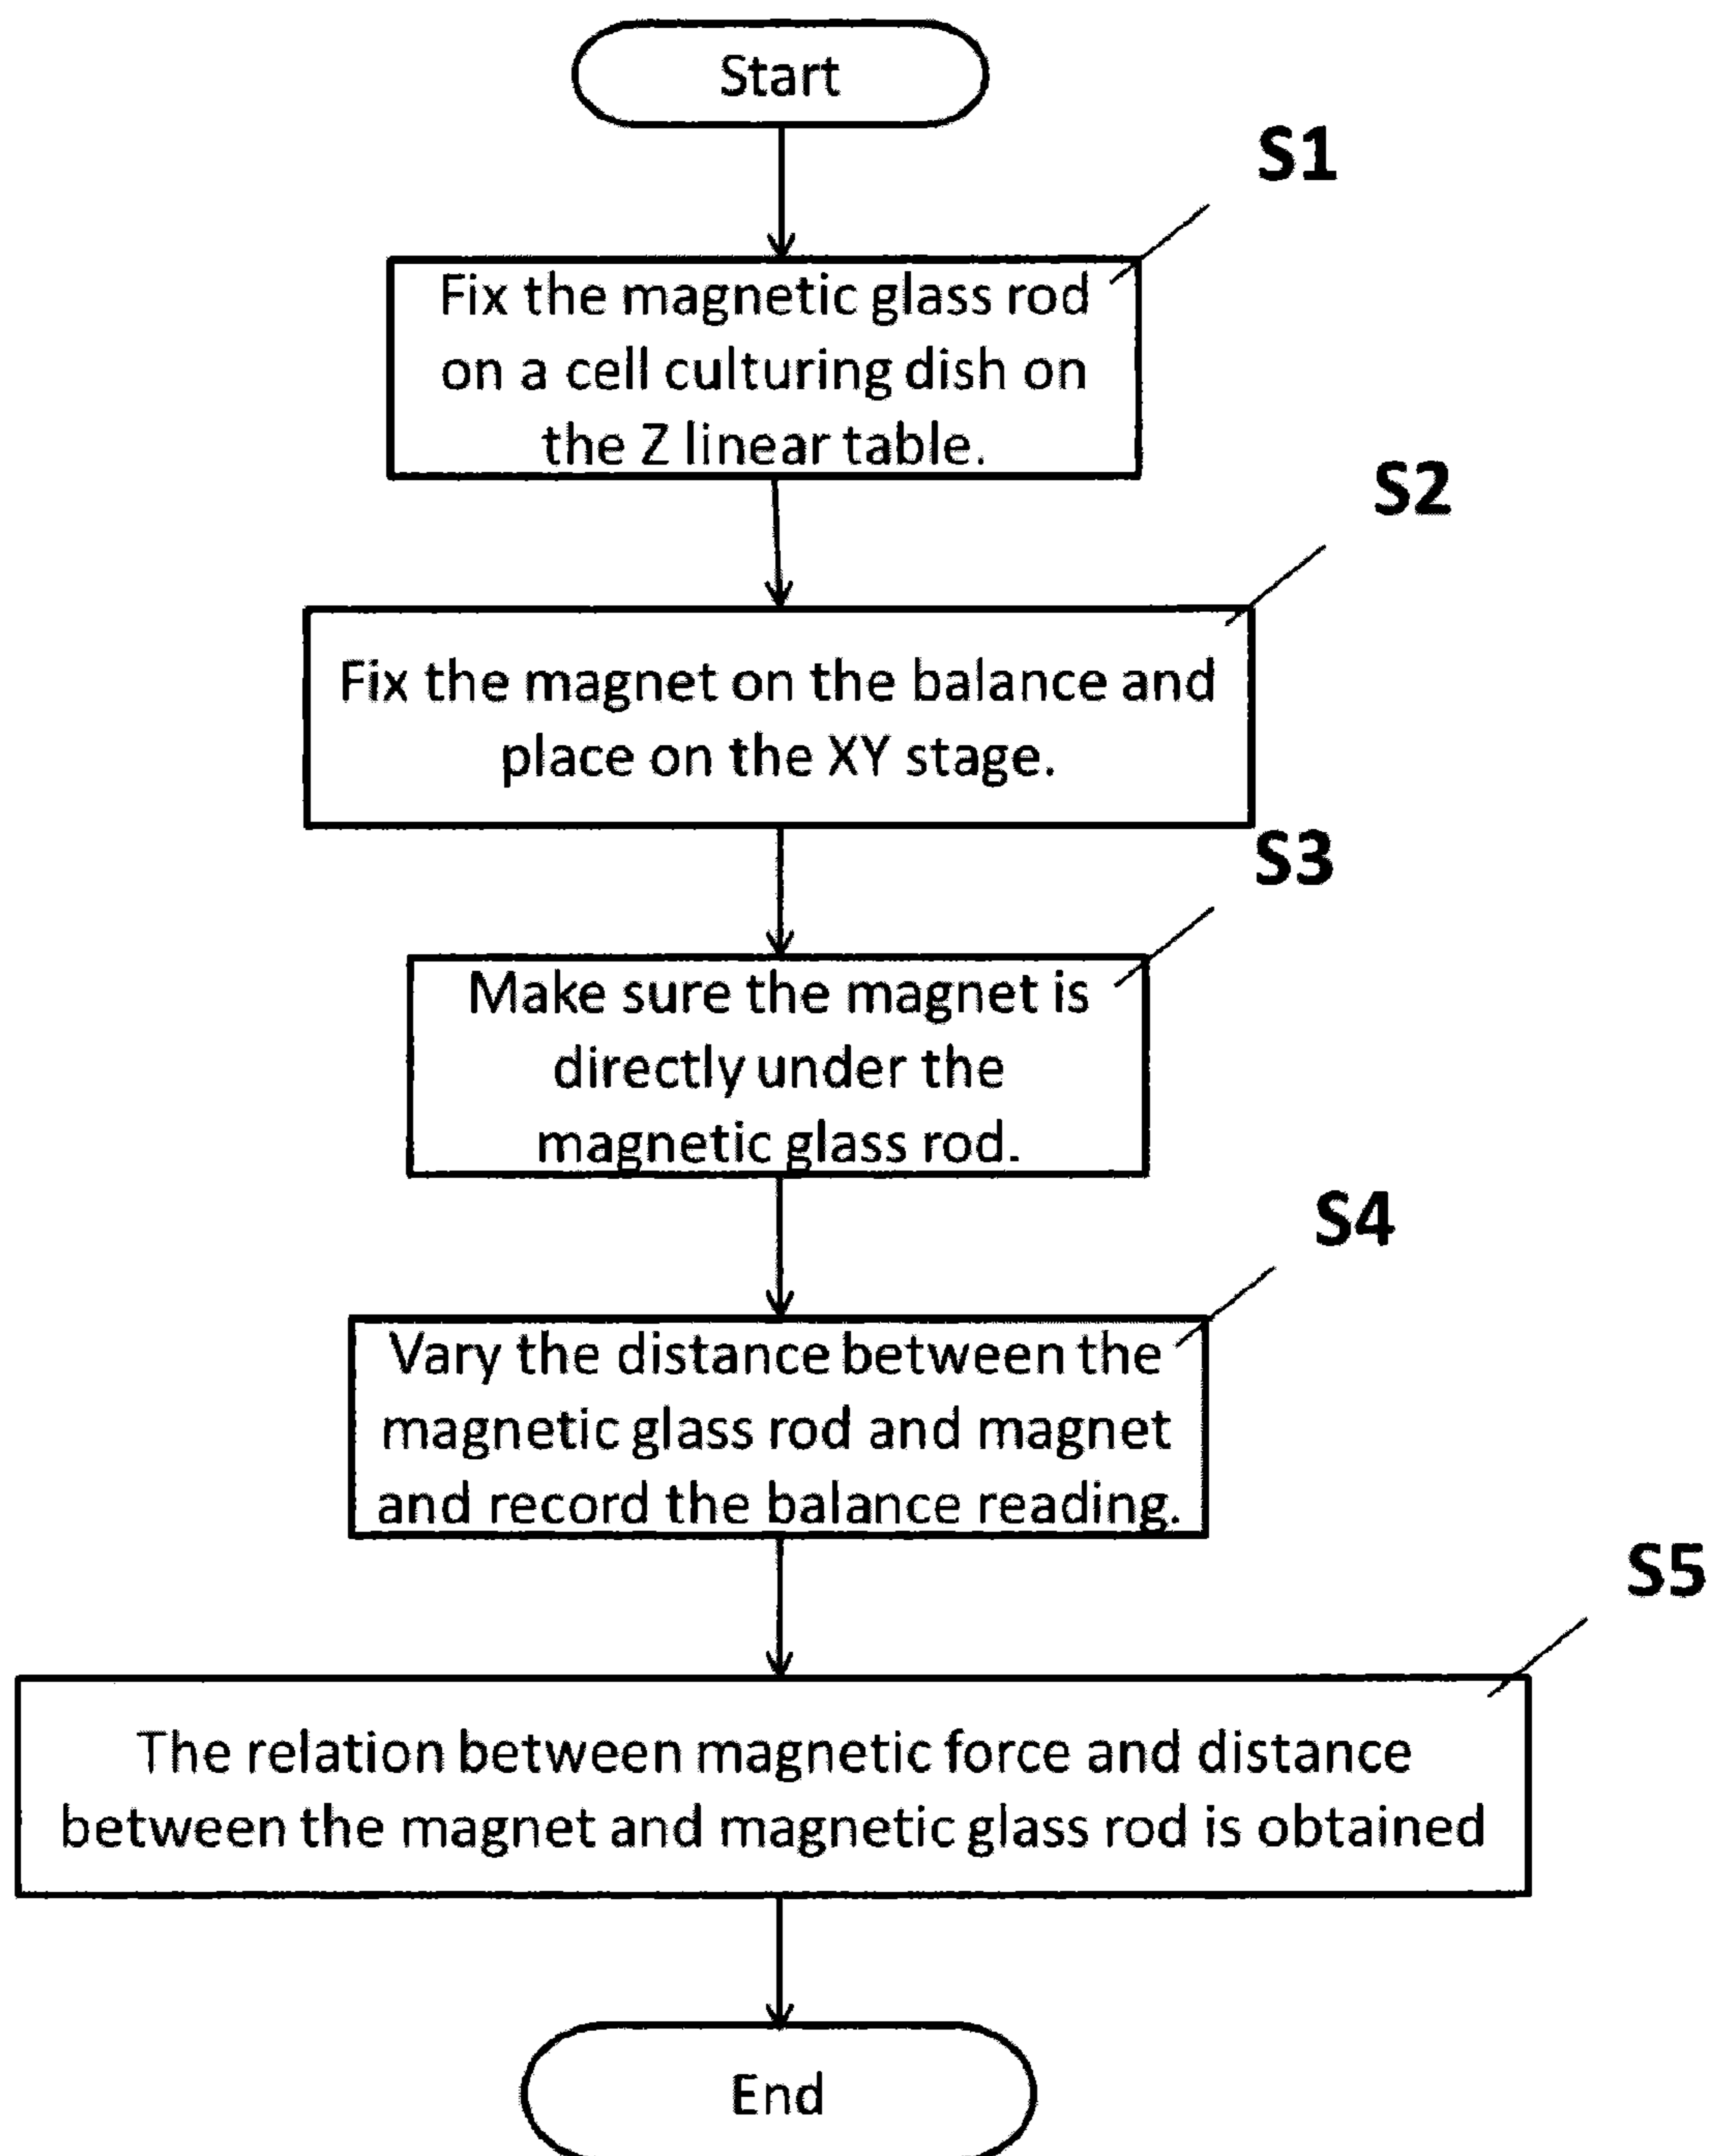 Start
S1
Fix the magnetic glass rod
on a cell culturing dish on
the Z linear table.
S2
Fix the magnet on the balance and
place on the XY stage.
S3
Make sure the magnet is
directly under the
magnetic glass rod.
S4
Vary the distance between the
magnetic glass rod and magnet
and record the balance reading.
S5
The relation between magnetic force and distance
between the magnet and magnetic glass rod is obtained
End